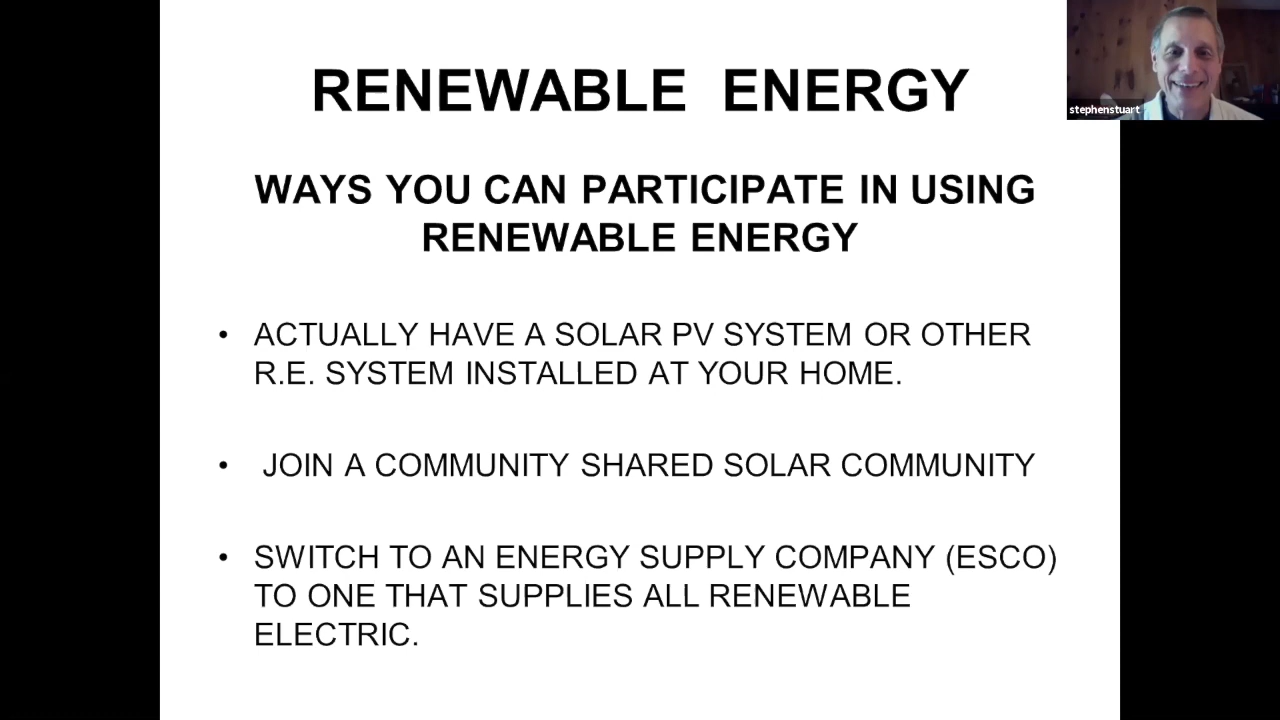 RENEWABLE ENERGY
stephenstuart
WAYS YOU CAN PARTICIPATE IN USING
RENEWABLE ENERGY
• ACTUALLY HAVE A SOLAR PV SYSTEM OR OTHER
R.E. SYSTEM INSTALLED AT YOUR HOME.
• JOIN A COMMUNITY SHARED SOLAR COMMUNITY
• SWITCH TO AN ENERGY SUPPLY COMPANY (ESCO)
TO ONE THAT SUPPLIES ALL RENEWABLE
ELECTRIC.